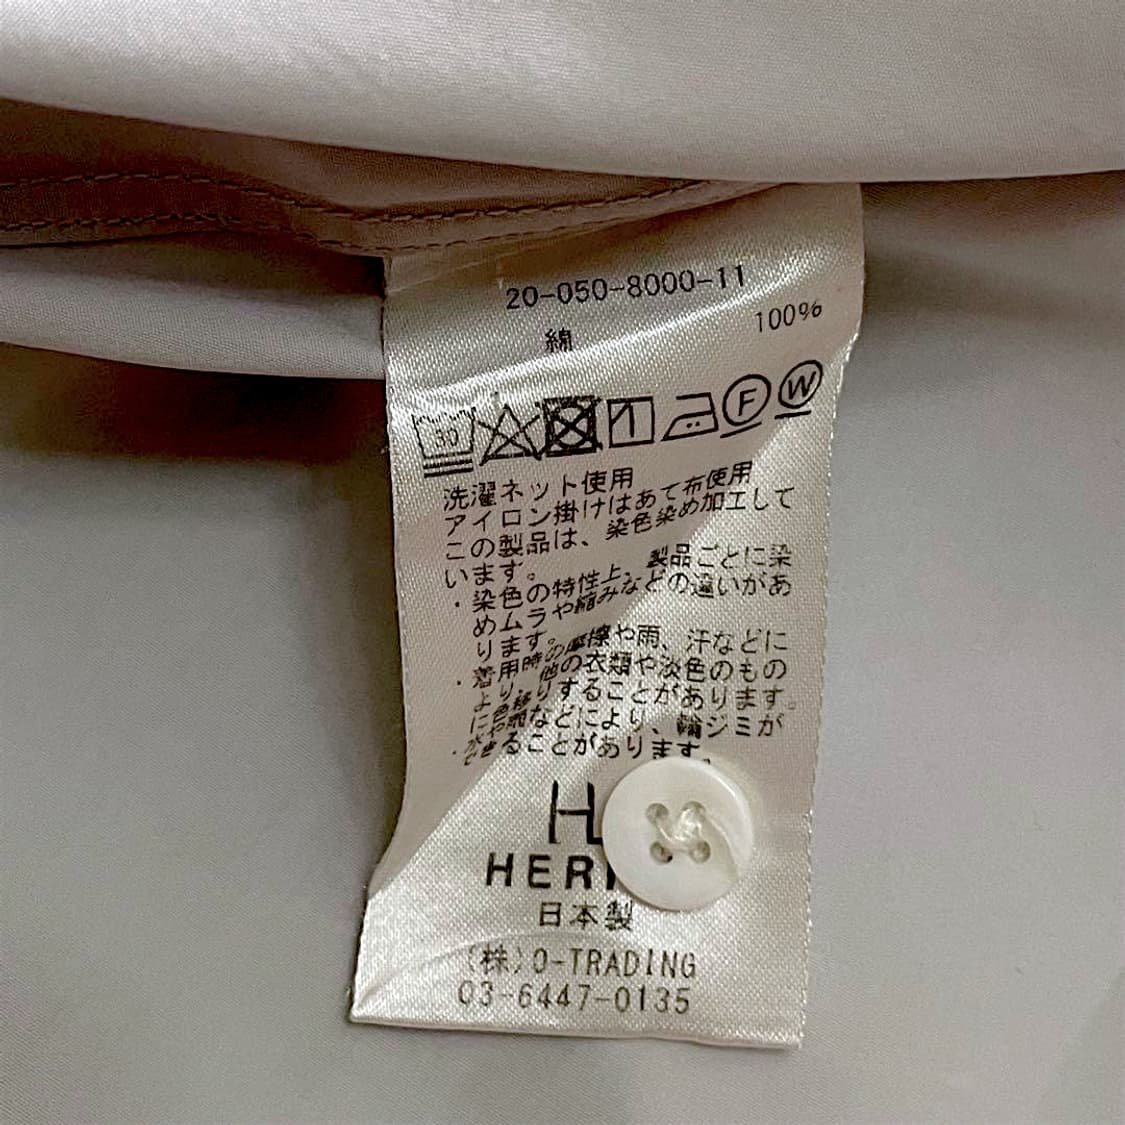 20-050-8000-11
綿 100%
30
F W
洗濯ネット使用
アイロン掛けはあて布使用
この製品は、染色染め加工して
います。
・染色の特性上、製品ごとに染
めムラや縮みなどの違いがあ
ります。
・着用時の摩擦や雨、汗などに
より、他の衣類や淡色のもの
に色移りすることがあります。
・水や雨などにより、輪ジミが
できることがあります。
H
HER
日本製
(株)O-TRADING
03-6447-0135